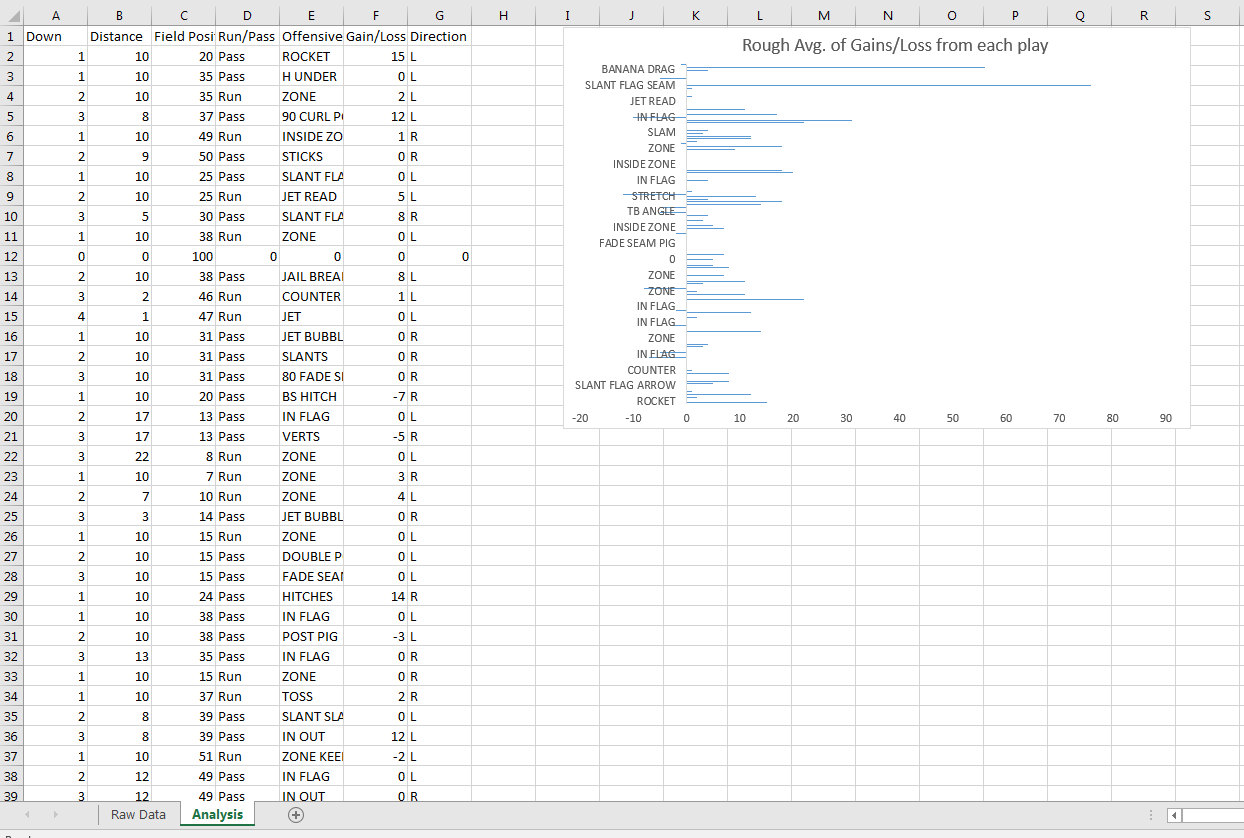 A B C D E F G H I J K L M N O P Q R S
1 Down Distance Field Posi Run/Pass Offensive Gain/Loss Direction
2 1 10 20 Pass ROCKET 15 L
3 1 10 35 Pass H UNDER 0 L
4 2 10 35 Run ZONE 2 L
5 3 8 37 Pass 90 CURL P 12 L
6 1 10 49 Run INSIDE ZO 1 R
7 2 9 50 Pass STICKS 0 R
8 1 10 25 Pass SLANT FLA 0 L
9 2 10 25 Run JET READ 5 L
10 3 5 30 Pass SLANT FLA 8 R
11 1 10 38 Run ZONE 0 L
12 0 0 100 0 0 0 0
13 2 10 38 Pass JAIL BREA 8 L
14 3 2 46 Run COUNTER 1 L
15 4 1 47 Run JET 0 L
16 1 10 31 Pass JET BUBBL 0 R
17 2 10 31 Pass SLANTS 0 R
18 3 10 31 Pass 80 FADE S 0 R
19 1 10 20 Pass BS HITCH -7 R
20 2 17 13 Pass IN FLAG 0 L
21 3 17 13 Pass VERTS -5 R
22 3 22 8 Run ZONE 0 L
23 1 10 7 Run ZONE 3 R
24 2 7 10 Run ZONE 4 L
25 3 3 14 Pass JET BUBBL 0 R
26 1 10 15 Run ZONE 0 L
27 2 10 15 Pass DOUBLE P 0 L
28 3 10 15 Pass FADE SEA 0 L
29 1 10 24 Pass HITCHES 14 R
30 1 10 38 Pass IN FLAG 0 L
31 2 10 38 Pass POST PIG -3 L
32 3 13 35 Pass IN FLAG 0 R
33 1 10 15 Run ZONE 0 R
34 1 10 37 Run TOSS 2 R
35 2 8 39 Pass SLANT SLA 0 L
36 3 8 39 Pass IN OUT 12 L
37 1 10 51 Run ZONE KEE -2 L
38 2 12 49 Pass IN FLAG 0 L
39 3 12 49 Pass IN OUT 0 R
Rough Avg. of Gains/Loss from each play
BANANA DRAG
SLANT FLAG SEAM
JET READ
IN FLAG
SLAM
ZONE
INSIDE ZONE
IN FLAG
STRETCH
TB ANGLE
INSIDE ZONE
FADE SEAM PIG
0
ZONE
ZONE
IN FLAG
IN FLAG
ZONE
IN FLAG
COUNTER
SLANT FLAG ARROW
ROCKET
-20 -10 0 10 20 30 40 50 60 70 80 90
Raw Data Analysis